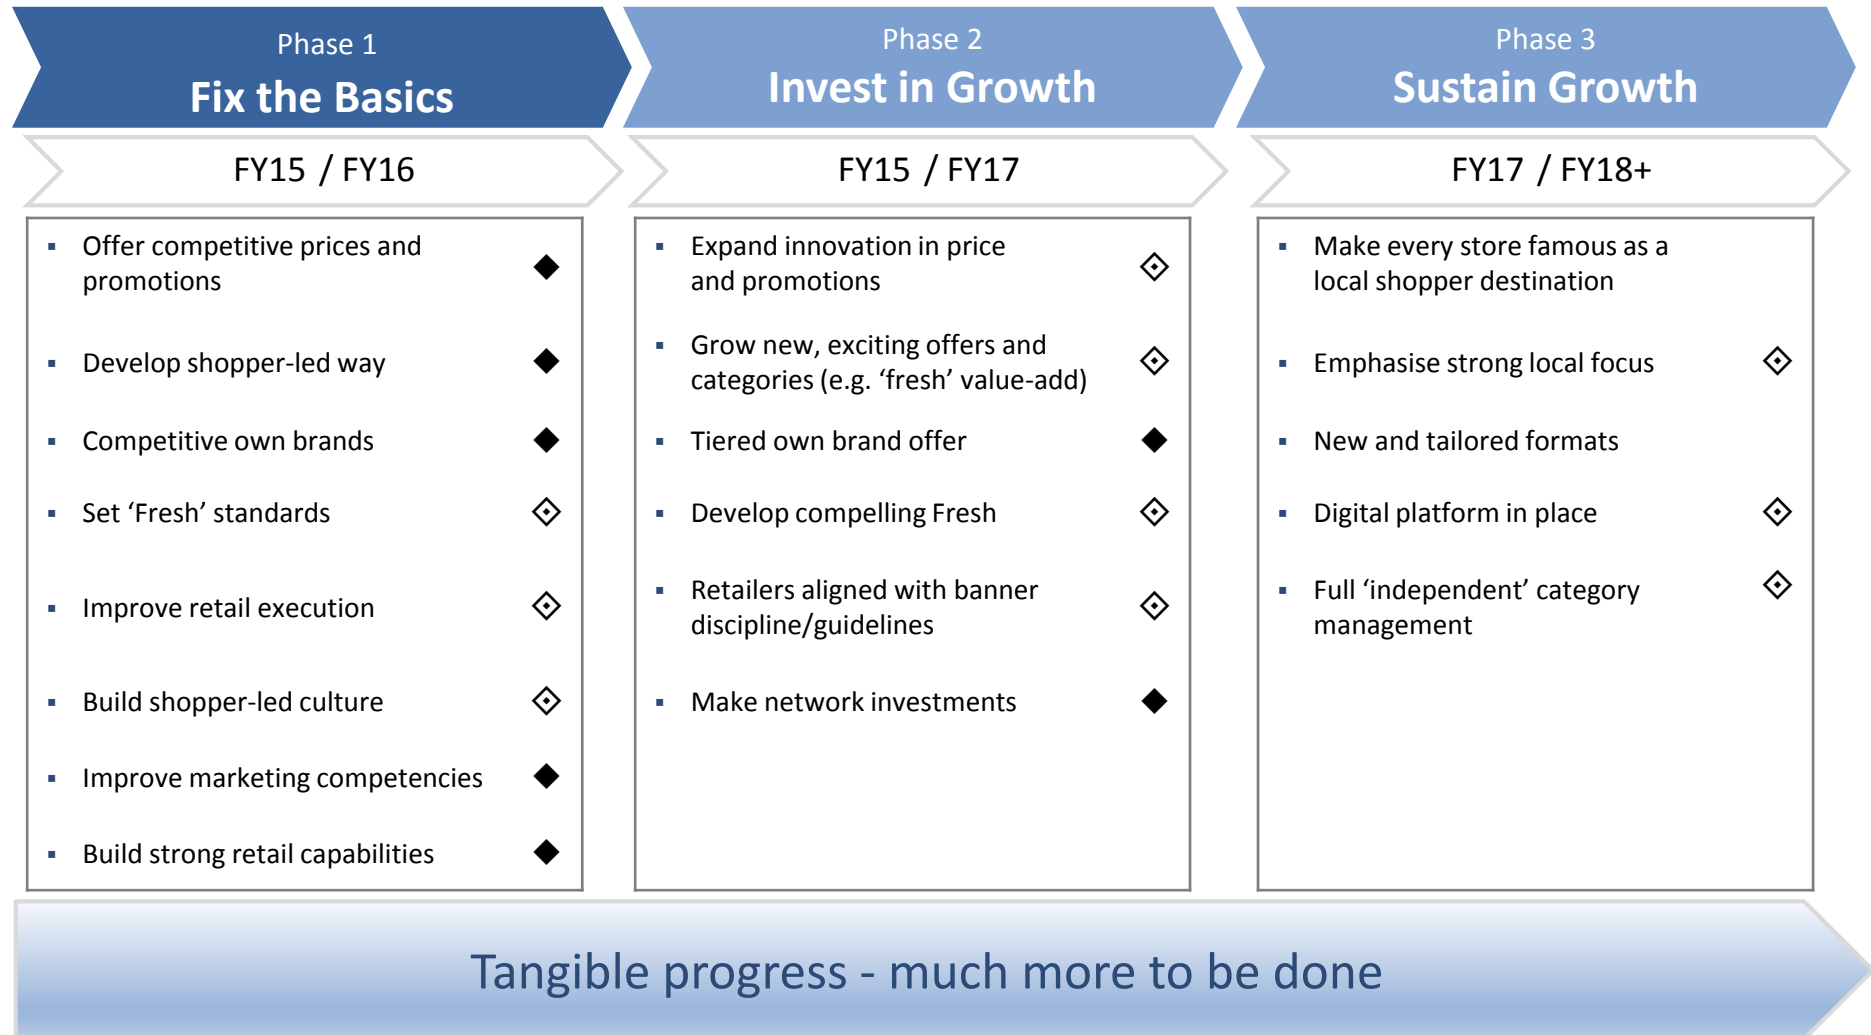 Phase 1
Fix the Basics
Phase 2
Invest in Growth
Phase 3
Sustain Growth
FY15 / FY16
FY15 / FY17
FY17 / FY18+
Offer competitive prices and
promotions
Develop shopper-led way
Competitive own brands
Set ‘Fresh’ standards
Improve retail execution
Build shopper-led culture
Improve marketing competencies
Build strong retail capabilities
Expand innovation in price
and promotions
Grow new, exciting offers and
categories (e.g. ‘fresh’ value-add)
Tiered own brand offer
Develop compelling Fresh
Retailers aligned with banner
discipline/guidelines
Make network investments
Make every store famous as a
local shopper destination
Emphasise strong local focus
New and tailored formats
Digital platform in place
Full ‘independent’ category
management
Tangible progress - much more to be done